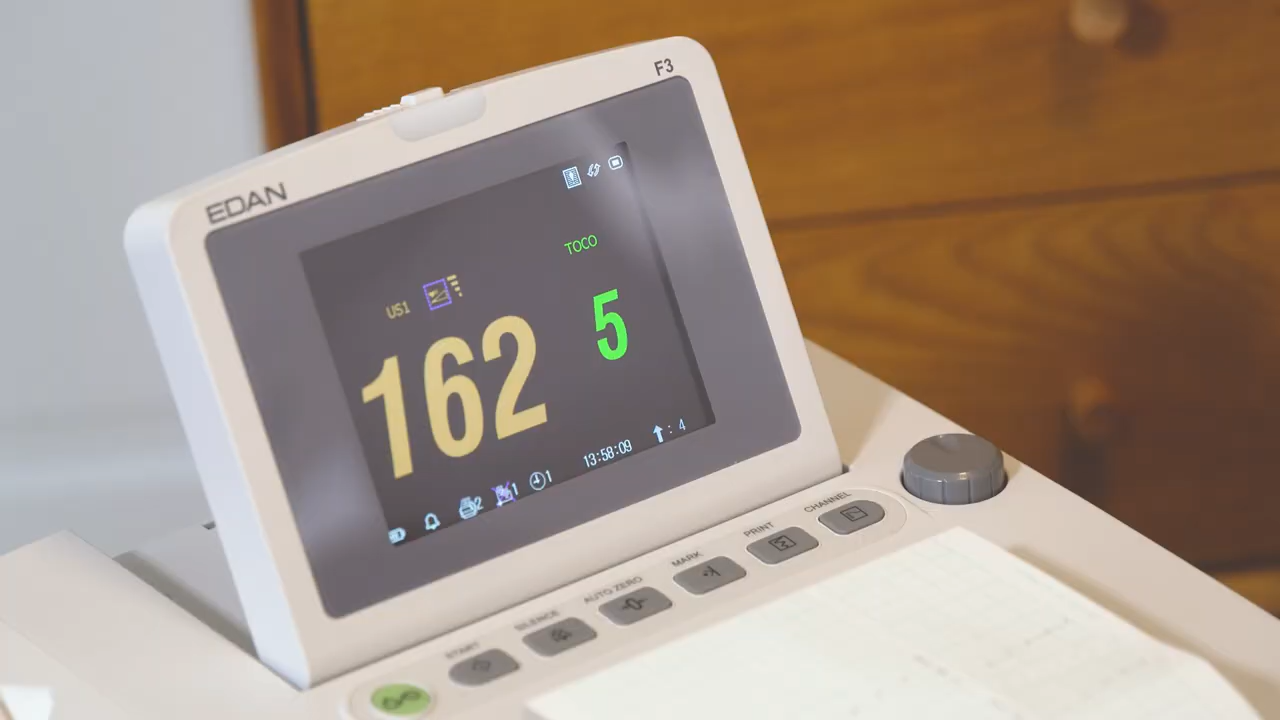 F3
EDAN
TOCO
US1
162
5
2
1
1
13:58:09
: 4
CHANNEL
PRINT
MARK
AUTO ZERO
SILENCE
START